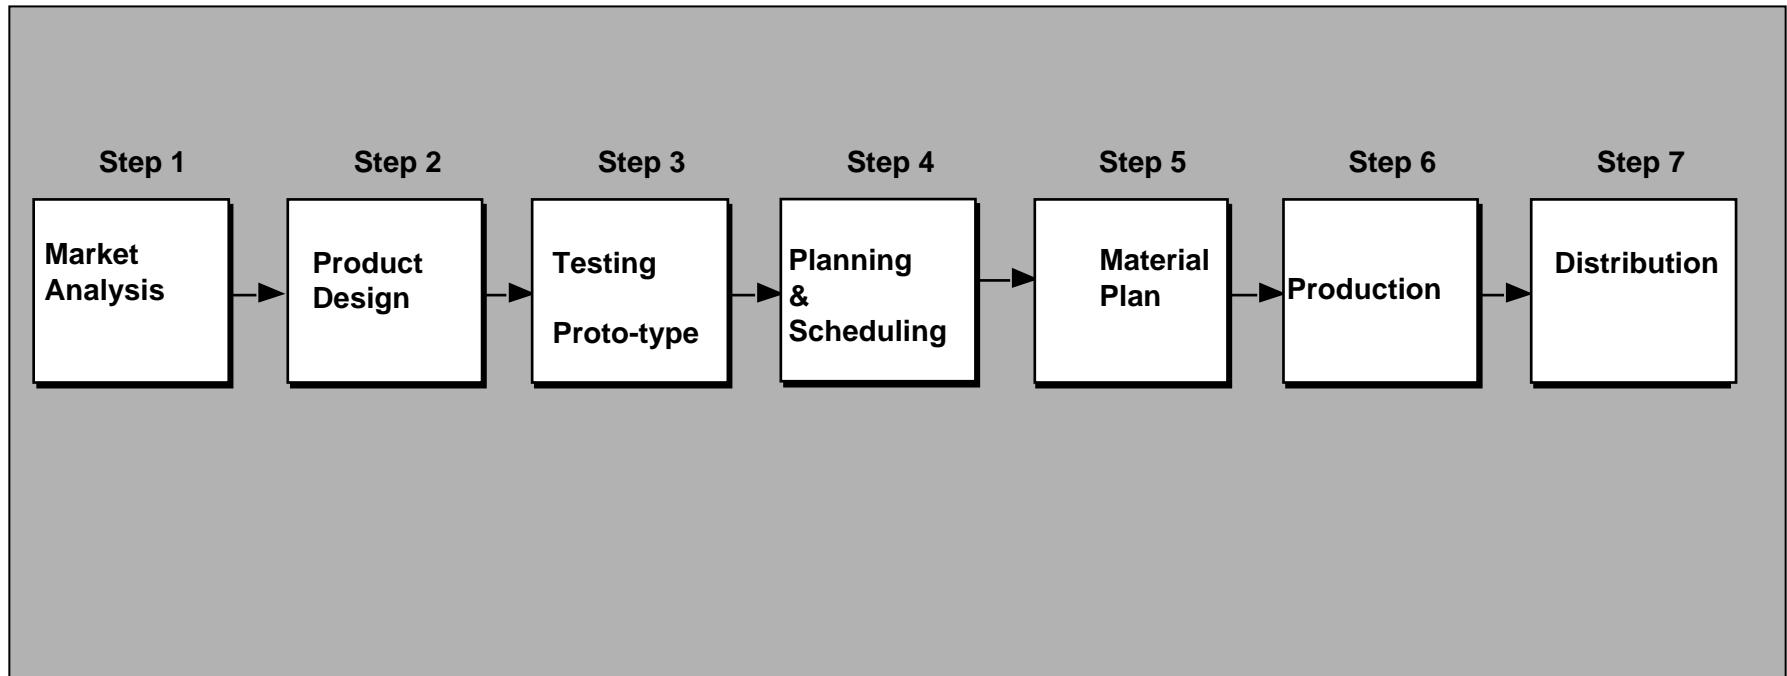 Step 1
Step 2
Step 3
Step 4
Step 5
Step 6
Step 7
Market
Analysis
Product
Design
Testing
Proto-type
Planning
&
Scheduling
Material
Plan
Production
Distribution